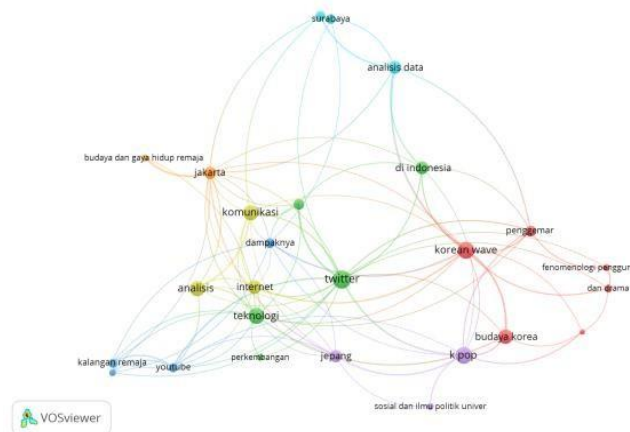 surabaya
analisis data
budaya dan gaya hidup remaja
jakarta
di indonesia
komunikasi
penggemar
dampaknya
korean wave
fenomenologi penggun
twitter
analisis
internet
dan drama
teknologi
budaya korea
kalangan remaja
youtube
perkembangan
jepang
k pop
sosial dan ilmu politik univer
VOSviewer